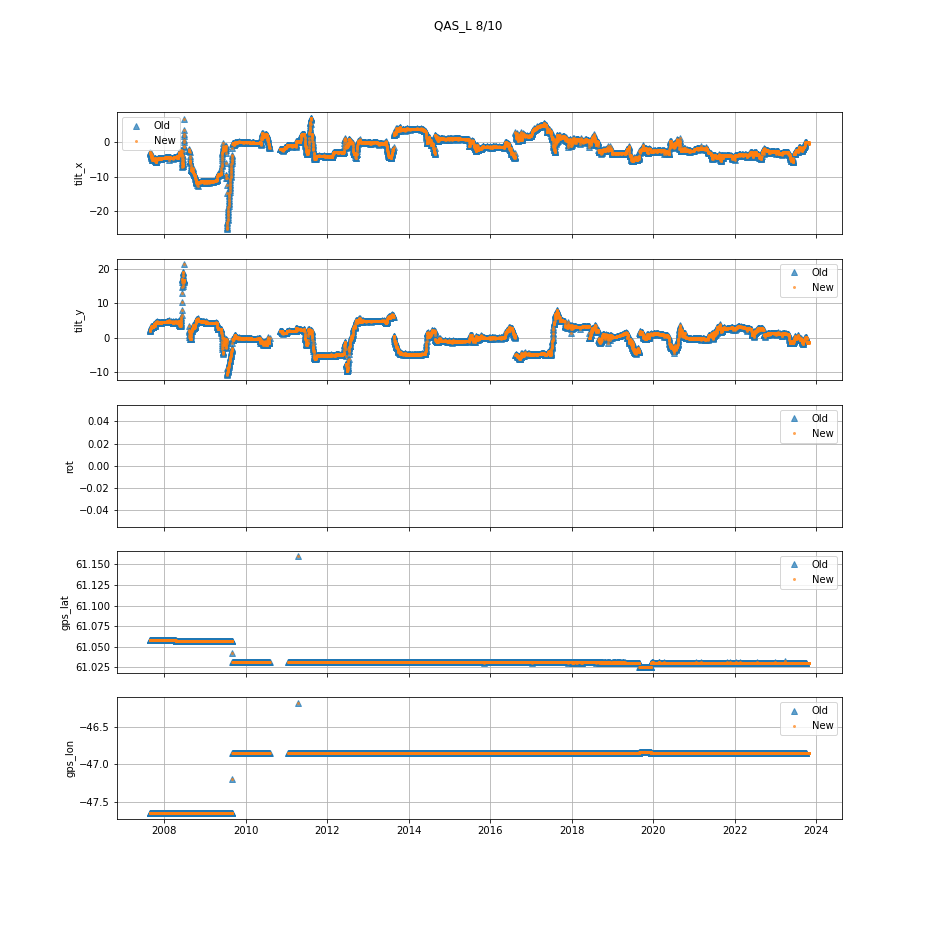 QAS_L 8/10
0
−10
−20
tilt_x
Old
New
20
10
0
−10
tilt_y
Old
New
0.04
0.02
0.00
−0.02
−0.04
rot
Old
New
61.150
61.125
61.100
61.075
61.050
61.025
gps_lat
Old
New
−46.5
−47.0
−47.5
gps_lon
Old
New
2008 2010 2012 2014 2016 2018 2020 2022 2024